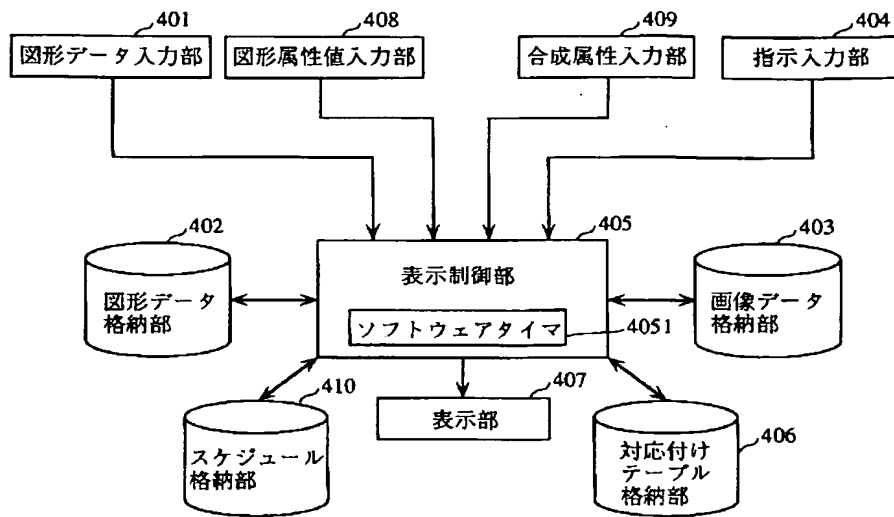 401
408
409
404
図形データ入力部
図形属性値入力部
合成属性入力部
指示入力部
402
405
403
表示制御部
図形データ
格納部
ソフトウェアタイマ
4051
画像データ
格納部
410
407
表示部
406
スケジュール
格納部
対応付け
テーブル
格納部